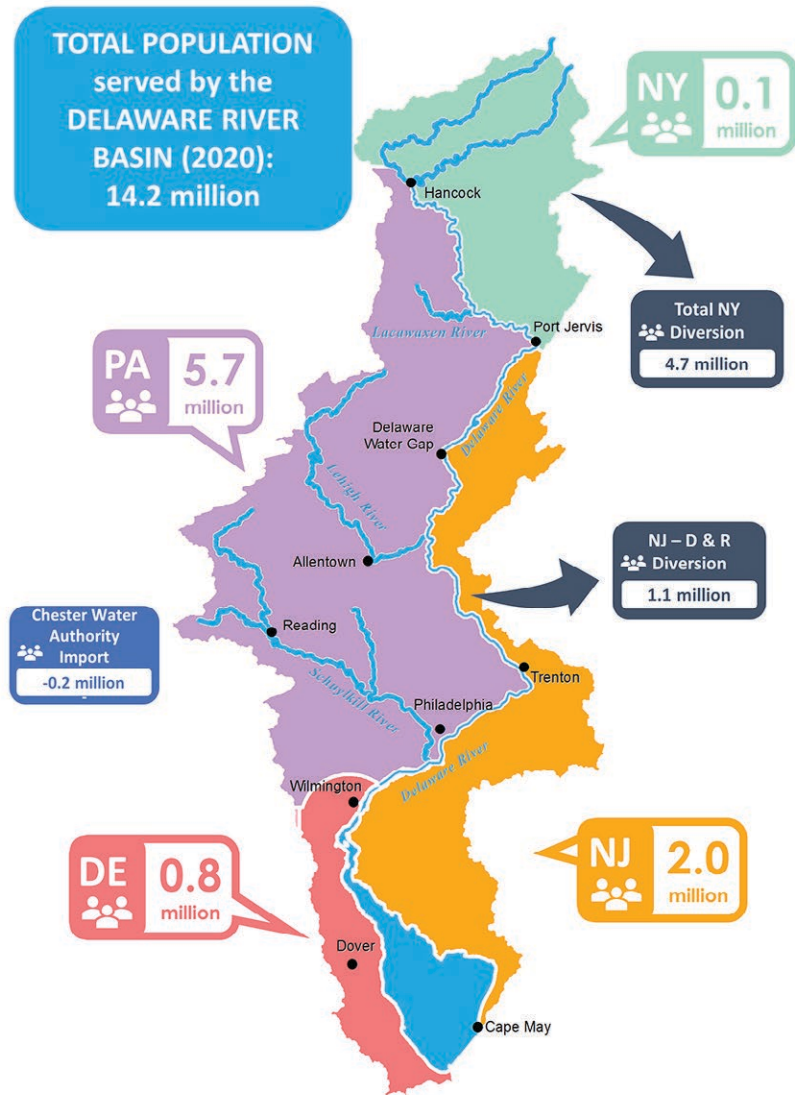 TOTAL POPULATION
served by the
DELAWARE RIVER
BASIN (2020):
14.2 million
NY
0.1
million
Hancock
Total NY
Diversion
4.7 million
Lacawaxen River
Port Jervis
PA
5.7
million
Delaware
Water Gap
Delaware River
Lehigh River
NJ – D & R
Diversion
1.1 million
Allentown
Chester Water
Authority
Import
-0.2 million
Reading
Trenton
Schuylkill River
Philadelphia
Delaware River
Wilmington
DE
0.8
million
NJ
2.0
million
Dover
Cape May